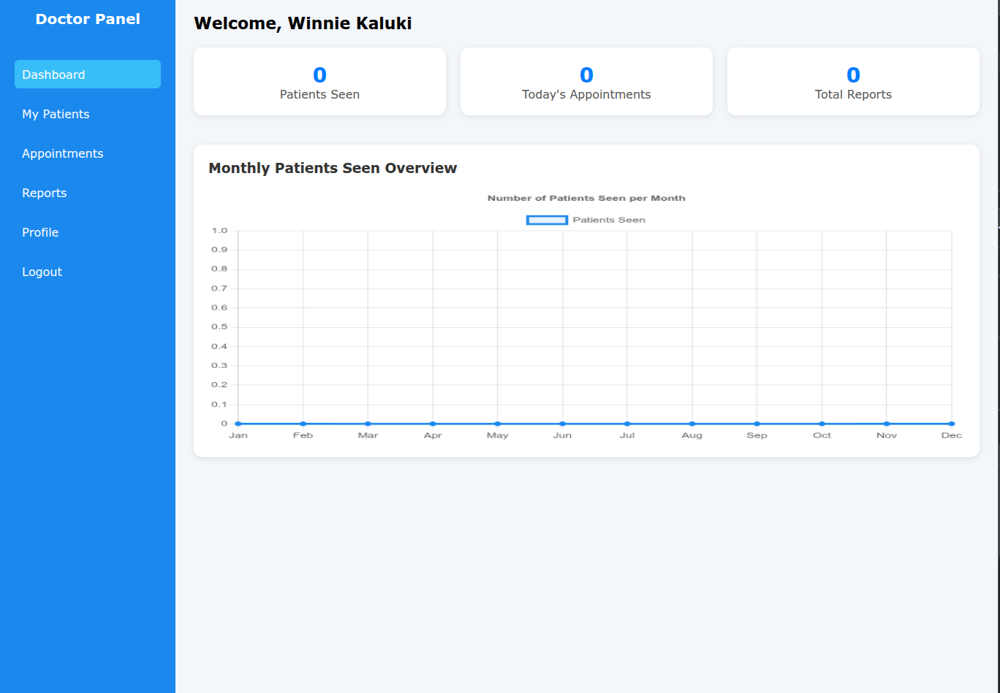 Doctor Panel
Dashboard
My Patients
Appointments
Reports
Profile
Logout
Welcome, Winnie Kaluki
0
Patients Seen
0
Today's Appointments
0
Total Reports
Monthly Patients Seen Overview
Number of Patients Seen per Month
Patients Seen
1.0
0.9
0.8
0.7
0.6
0.5
0.4
0.3
0.2
0.1
0
Jan Feb Mar Apr May Jun Jul Aug Sep Oct Nov Dec